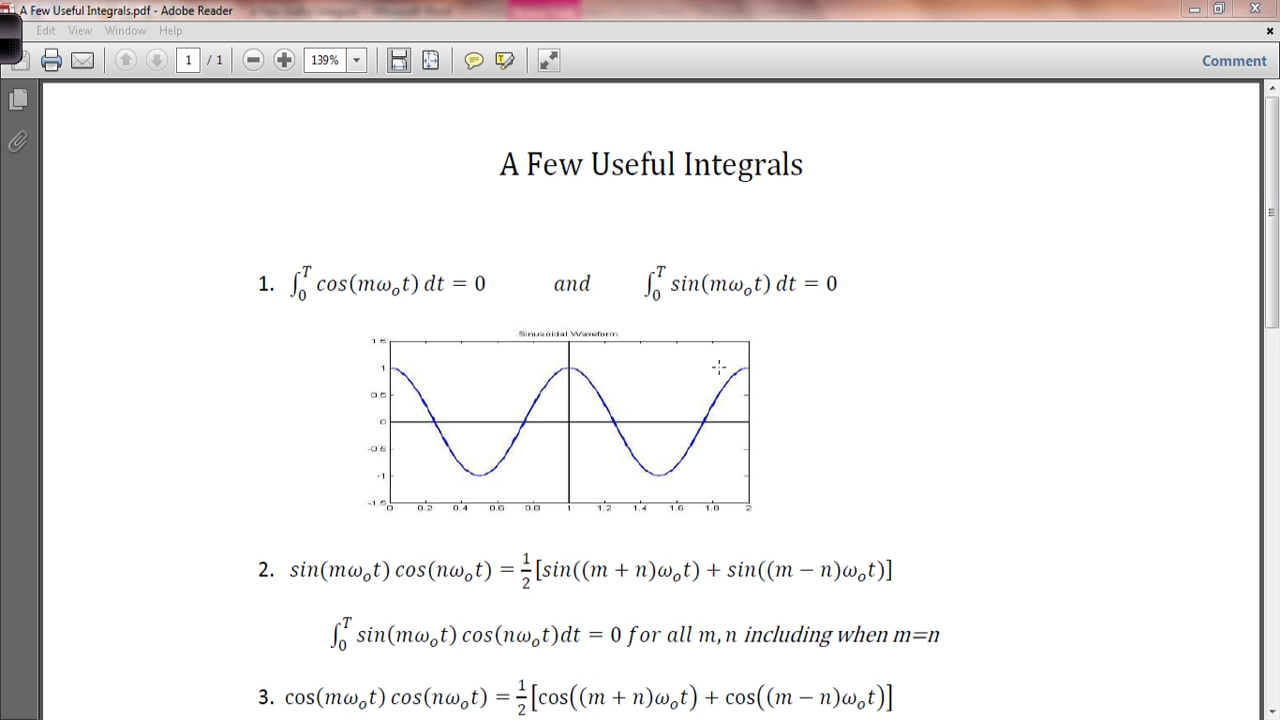 A Few Useful Integrals.pdf - Adobe Reader
Edit View Window Help
1 / 1 139% Comment
A Few Useful Integrals
1. ∫₀ᵀ cos(mω₀t) dt = 0 and ∫₀ᵀ sin(mω₀t) dt = 0
Sinusoidal Waveform
1.5
1
0.5
0
-0.5
-1
-1.5
0 0.2 0.4 0.6 0.8 1 1.2 1.4 1.6 1.8 2
2. sin(mω₀t) cos(nω₀t) = 1/2 [sin((m + n)ω₀t) + sin((m − n)ω₀t)]
∫₀ᵀ sin(mω₀t) cos(nω₀t)dt = 0 for all m, n including when m=n
3. cos(mω₀t) cos(nω₀t) = 1/2 [cos((m + n)ω₀t) + cos((m − n)ω₀t)]